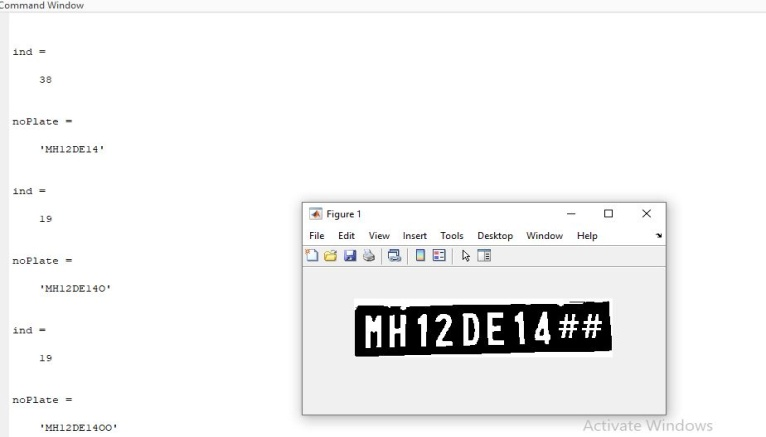 Command Window
ind =
38
noPlate =
'MH12DE14'
ind =
19
noPlate =
'MH12DE14O'
ind =
19
noPlate =
'MH12DE14OO'
Figure 1
File Edit View Insert Tools Desktop Window Help
MH12DE14##
Activate Windows